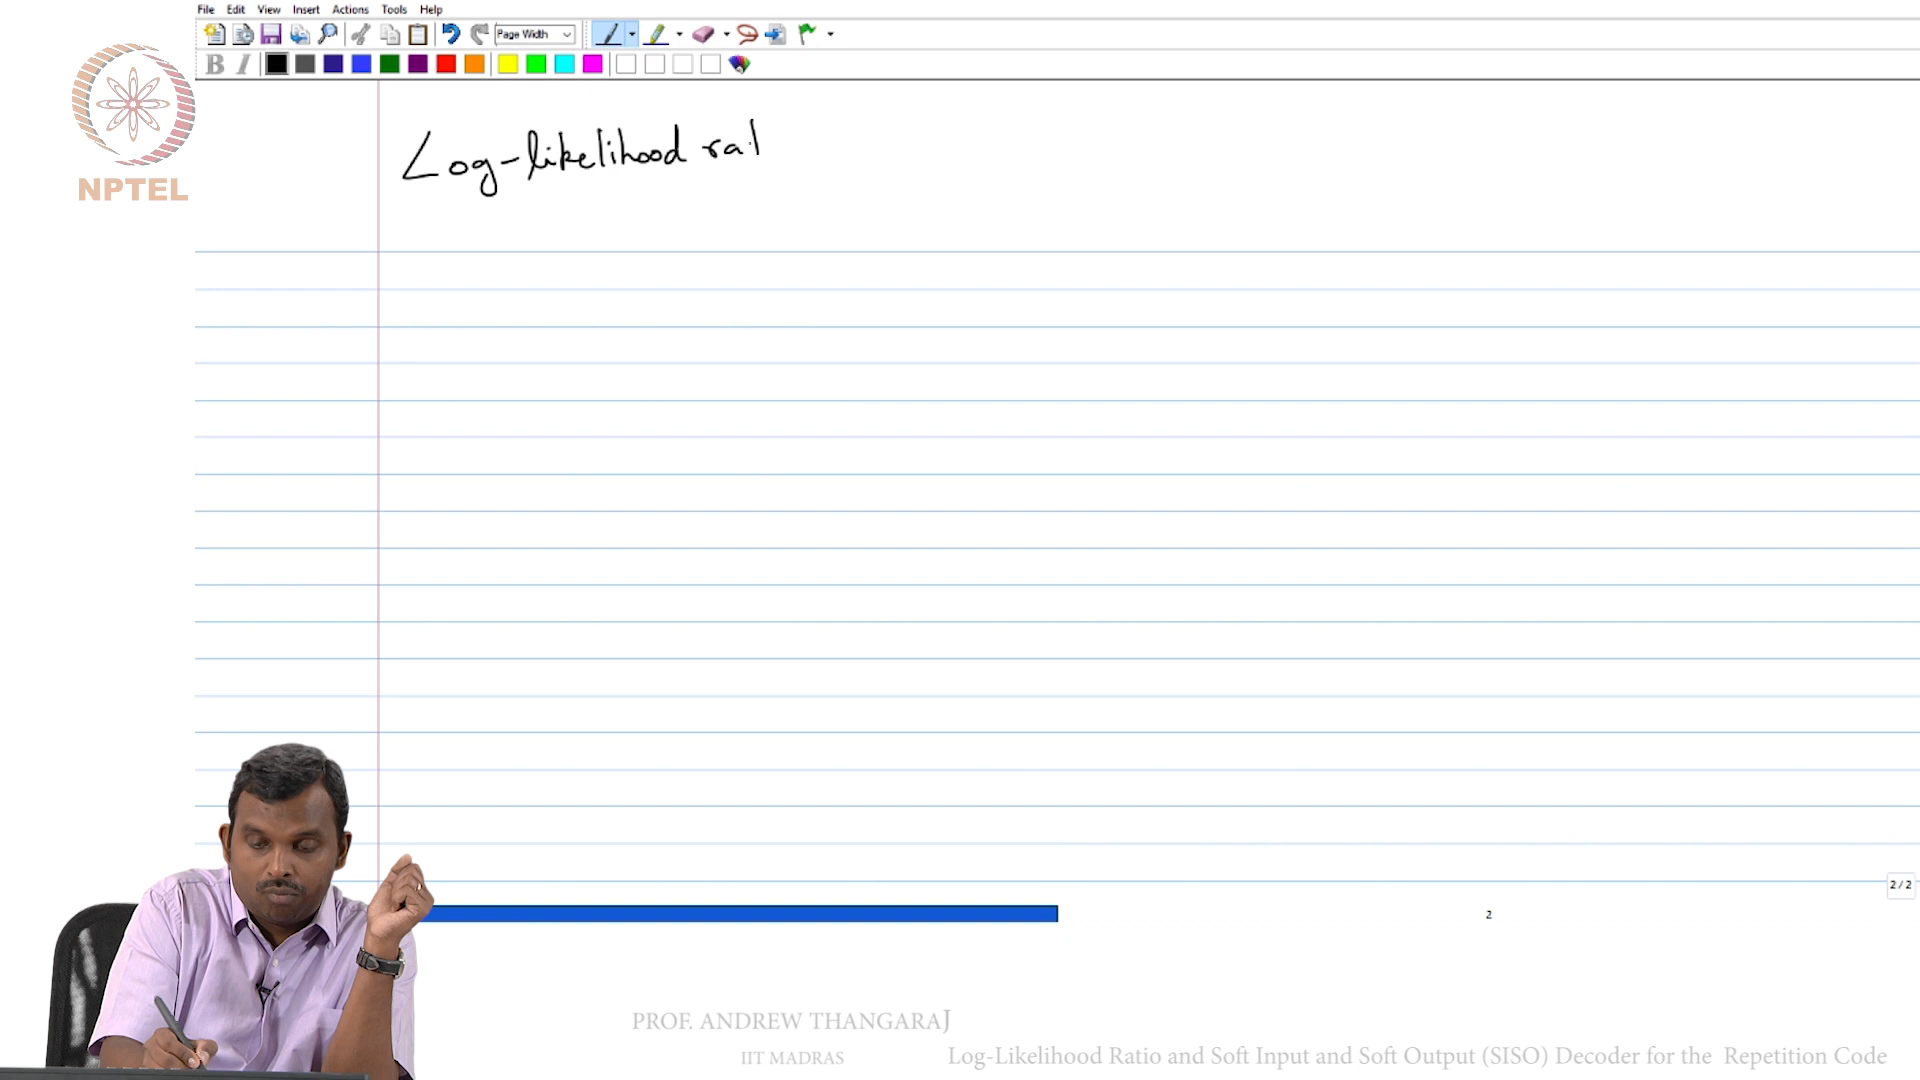 File Edit View Insert Actions Tools Help
Page Width
B I
NPTEL
Log-likelihood rat
2/2
2
PROF. ANDREW THANGARAJ
IIT MADRAS
Log-Likelihood Ratio and Soft Input and Soft Output (SISO) Decoder for the Repetition Code